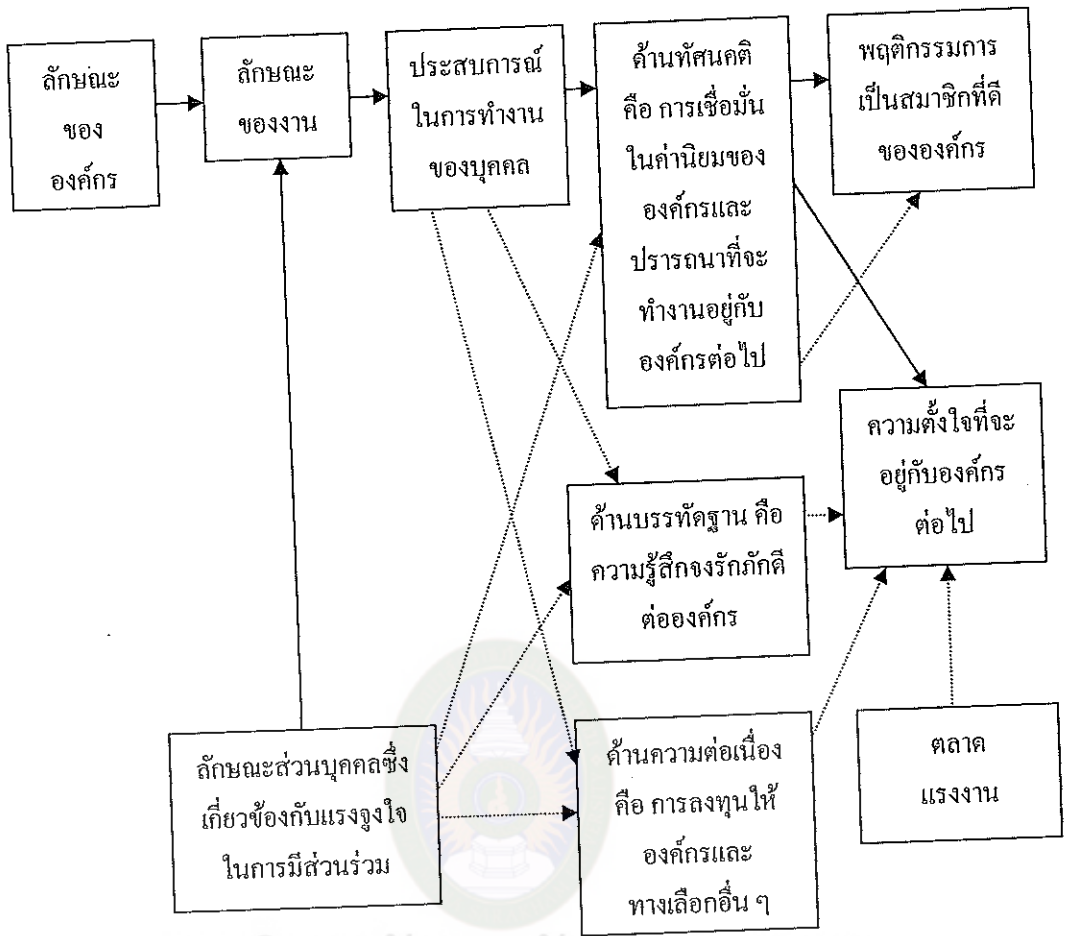 ลักษณะ
ของ
องค์กร
ลักษณะ
ของงาน
ประสบการณ์
ในการทำงาน
ของบุคคล
ด้านทัศนคติ
คือ การเชื่อมั่น
ในค่านิยมของ
องค์กรและ
ปรารถนาที่จะ
ทำงานอยู่กับ
องค์กรต่อไป
พฤติกรรมการ
เป็นสมาชิกที่ดี
ขององค์กร
ความตั้งใจที่จะ
อยู่กับองค์กร
ต่อไป
ด้านบรรทัดฐาน คือ
ความรู้สึกจงรักภักดี
ต่อองค์กร
ลักษณะส่วนบุคคลซึ่ง
เกี่ยวข้องกับแรงจูงใจ
ในการมีส่วนร่วม
ด้านความต่อเนื่อง
คือ การลงทุนให้
องค์กรและ
ทางเลือกอื่น ๆ
ตลาด
แรงงาน